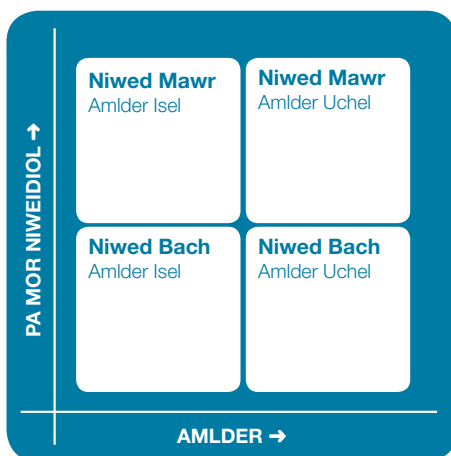 PA MOR NIWEIDIOL →
Niwed Mawr
Amlder Isel
Niwed Mawr
Amlder Uchel
Niwed Bach
Amlder Isel
Niwed Bach
Amlder Uchel
AMLDER →